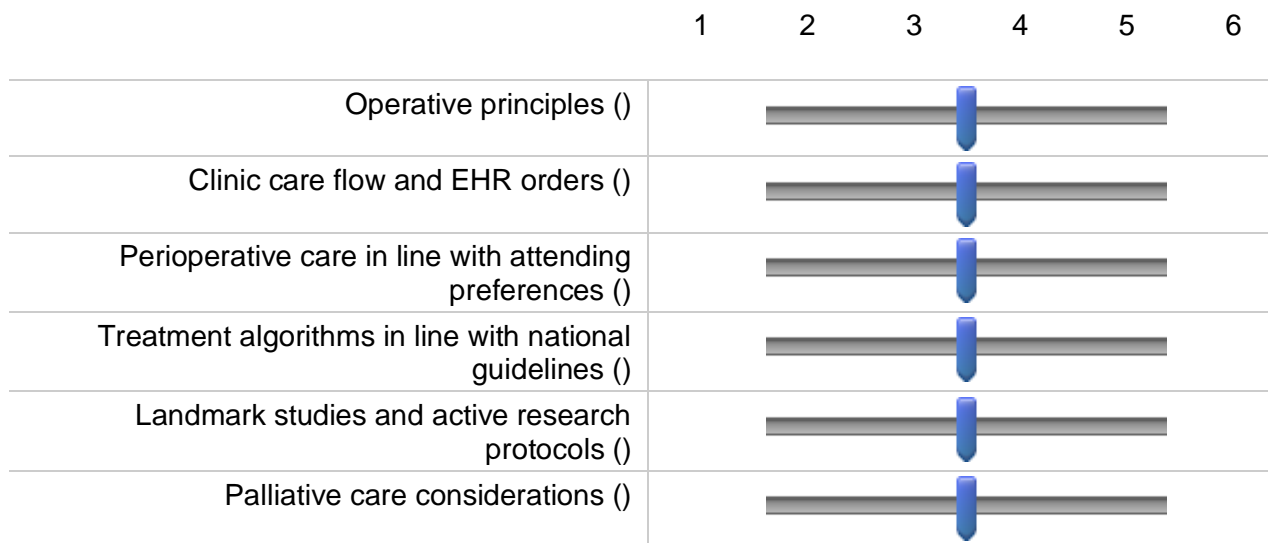 1 2 3 4 5 6
Operative principles ()
Clinic care flow and EHR orders ()
Perioperative care in line with attending
preferences ()
Treatment algorithms in line with national
guidelines ()
Landmark studies and active research
protocols ()
Palliative care considerations ()